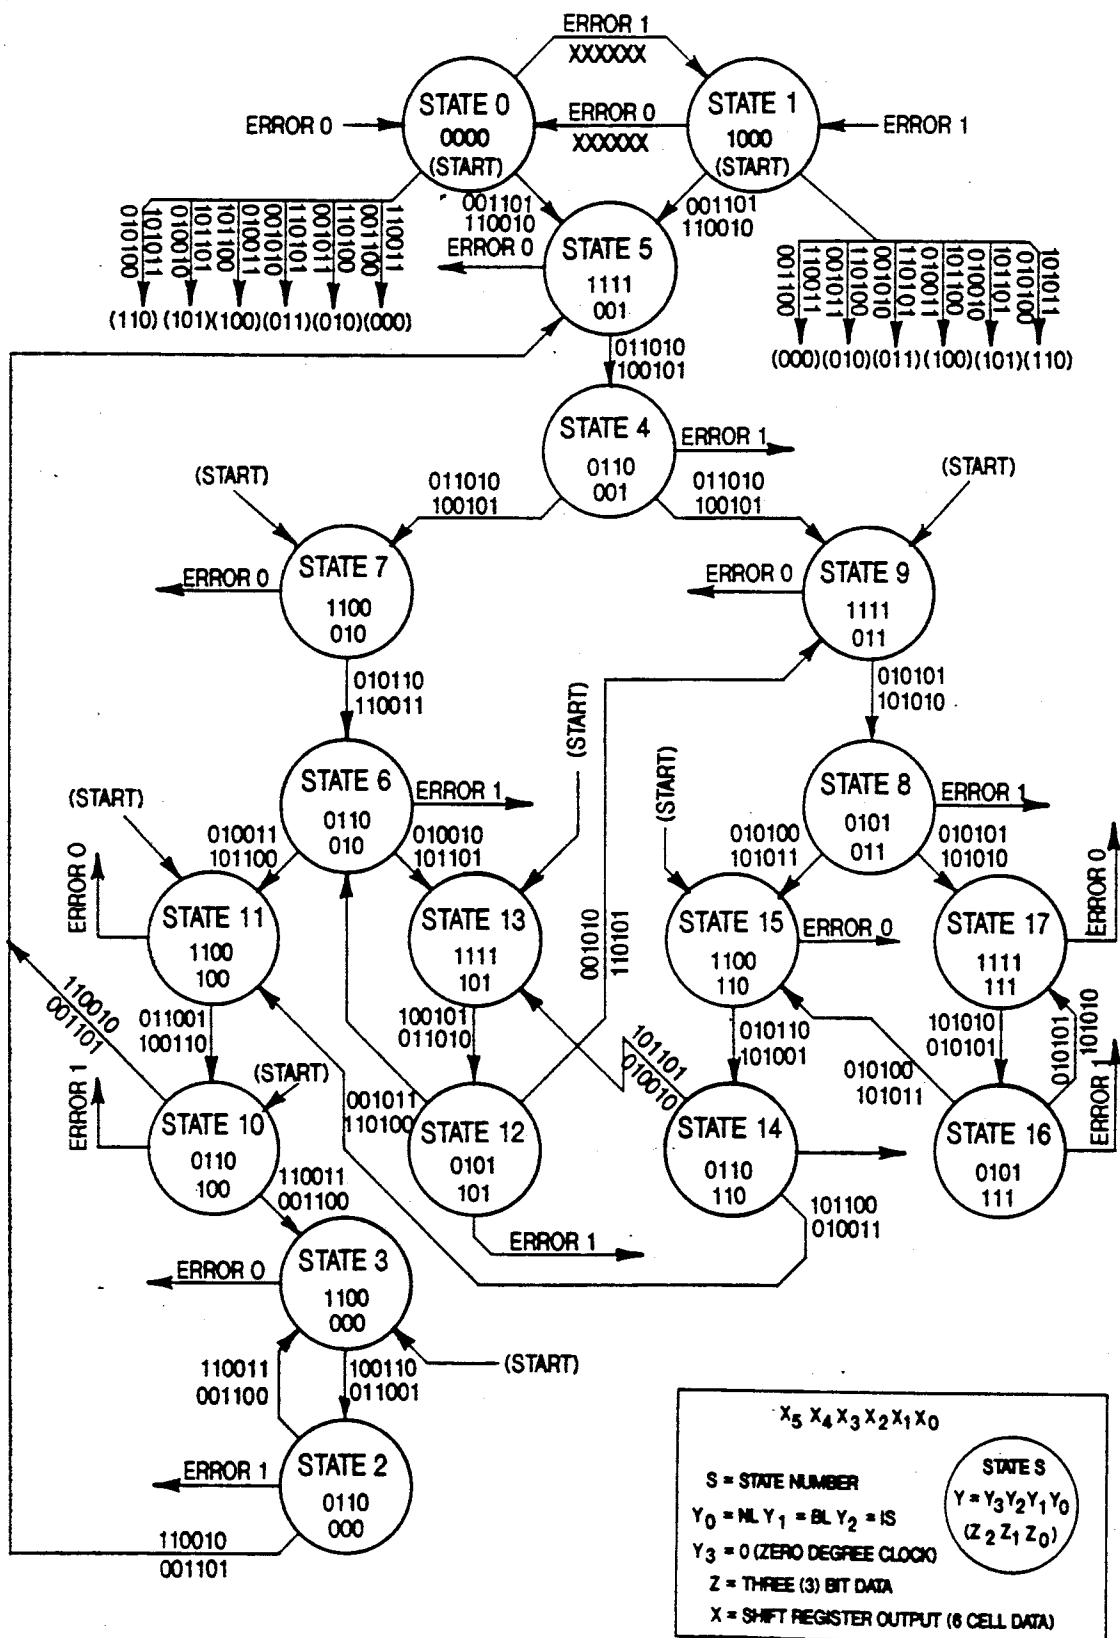 ERROR 1
XXXXXX
STATE 0
0000
(START)
STATE 1
1000
(START)
ERROR 0
ERROR 0
XXXXXX
ERROR 1
001101
110010
001101
110010
010100
101011
010010
101101
101100
010011
001010
110101
001011
110100
001100
110011
(110) (101)(100)(011)(010)(000)
001100
110011
001011
110100
001010
110101
010011
101100
010010
101101
010100
101011
(000)(010)(011)(100)(101)(110)
ERROR 0
STATE 5
1111
001
011010
100101
STATE 4
0110
001
ERROR 1
(START)
011010
100101
011010
100101
(START)
STATE 7
1100
010
ERROR 0
STATE 9
1111
011
ERROR 0
010110
110011
010101
101010
(START)
STATE 6
0110
010
ERROR 1
(START)
STATE 8
0101
011
ERROR 1
(START)
010011
101100
010010
101101
010100
101011
010101
101010
ERROR 0
STATE 11
1100
100
STATE 13
1111
101
001010
110101
STATE 15
1100
110
ERROR 0
STATE 17
1111
111
ERROR 0
110010
001101
011001
100110
100101
011010
101101
010010
010110
101001
101010
010101
010101
101010
010100
101011
ERROR 1
(START)
STATE 10
0110
100
001011
110100
STATE 12
0101
101
STATE 14
0110
110
STATE 16
0101
111
ERROR 1
110011
001100
ERROR 1
101100
010011
ERROR 0
STATE 3
1100
000
(START)
110011
001100
100110
011001
ERROR 1
STATE 2
0110
000
110010
001101
X5 X4 X3 X2 X1 X0
S = STATE NUMBER
Y0 = NL Y1 = BL Y2 = IS
Y3 = 0 (ZERO DEGREE CLOCK)
Z = THREE (3) BIT DATA
X = SHIFT REGISTER OUTPUT (6 CELL DATA)
STATE S
Y = Y3Y2Y1Y0
(Z2 Z1 Z0)